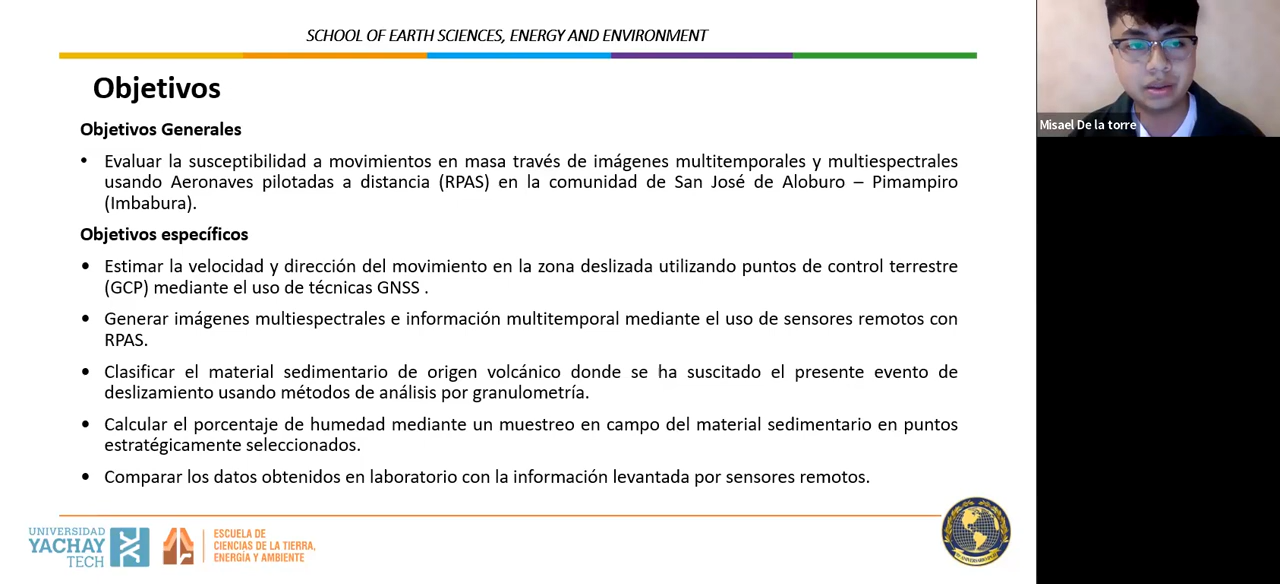 SCHOOL OF EARTH SCIENCES, ENERGY AND ENVIRONMENT
Objetivos
Objetivos Generales
• Evaluar la susceptibilidad a movimientos en masa través de imágenes multitemporales y multiespectrales
usando Aeronaves pilotadas a distancia (RPAS) en la comunidad de San José de Aloburo – Pimampiro
(Imbabura).
Objetivos específicos
• Estimar la velocidad y dirección del movimiento en la zona deslizada utilizando puntos de control terrestre
(GCP) mediante el uso de técnicas GNSS .
• Generar imágenes multiespectrales e información multitemporal mediante el uso de sensores remotos con
RPAS.
• Clasificar el material sedimentario de origen volcánico donde se ha suscitado el presente evento de
deslizamiento usando métodos de análisis por granulometría.
• Calcular el porcentaje de humedad mediante un muestreo en campo del material sedimentario en puntos
estratégicamente seleccionados.
• Comparar los datos obtenidos en laboratorio con la información levantada por sensores remotos.
UNIVERSIDAD
YACHAY
TECH
ESCUELA DE
CIENCIAS DE LA TIERRA,
ENERGÍA Y AMBIENTE
Misael De la torre